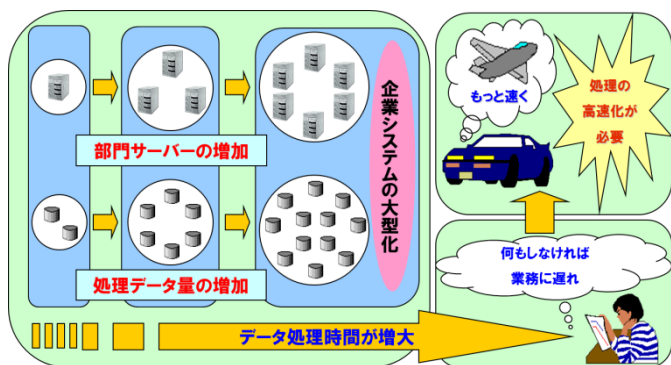 部門サーバーの増加
処理データ量の増加
企業システムの大型化
データ処理時間が増大
もっと速く
処理の
高速化が
必要
何もしなければ
業務に遅れ